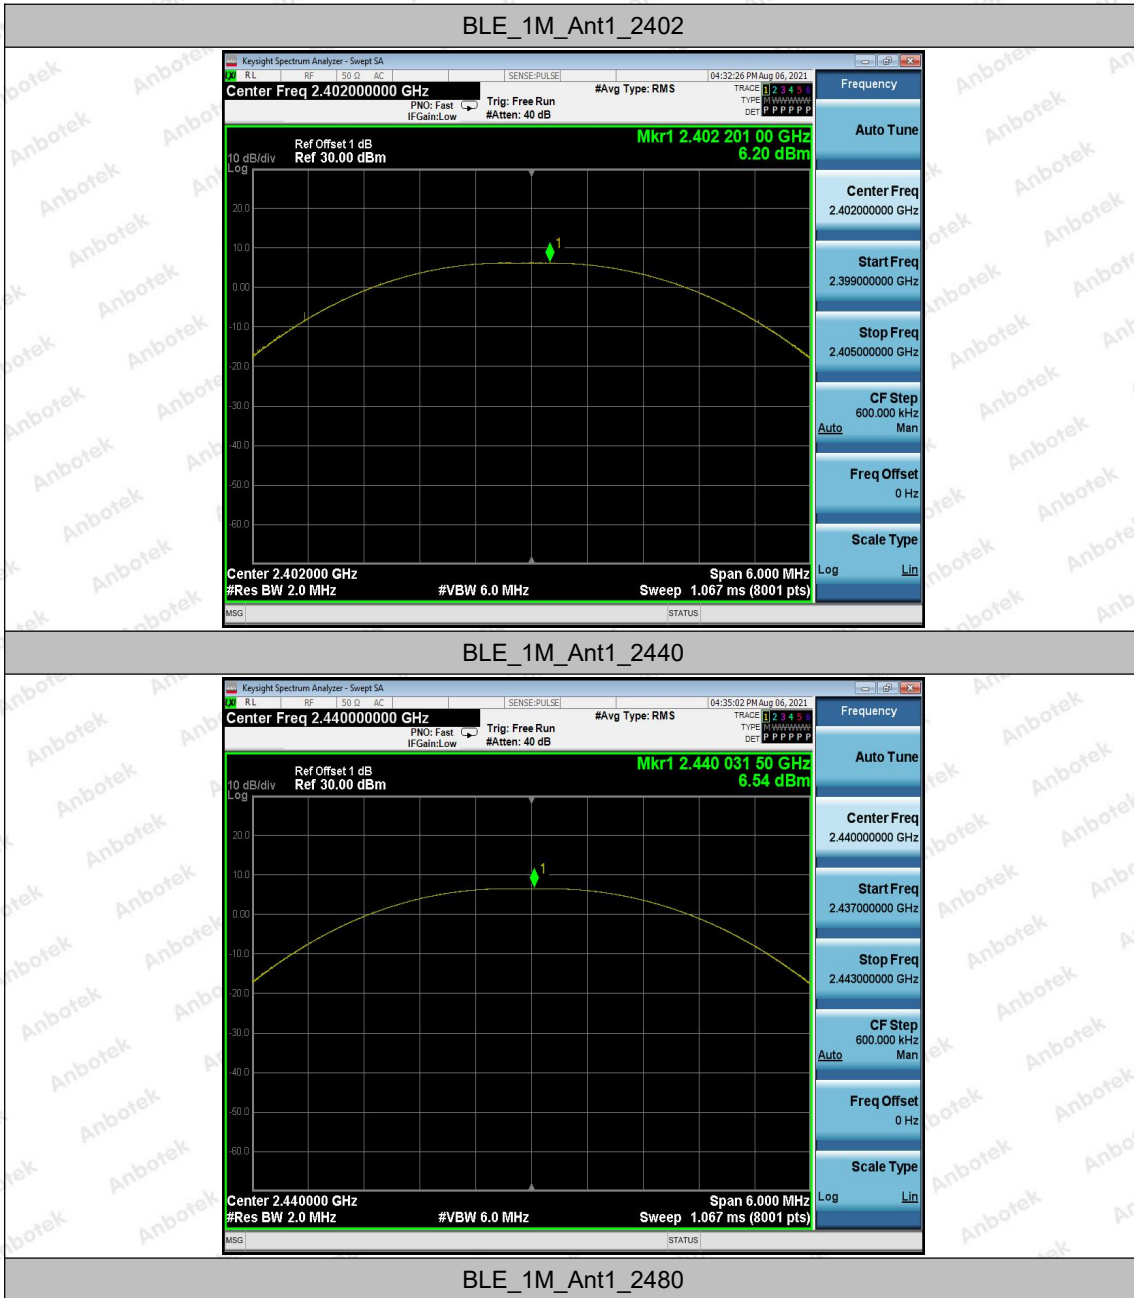 BLE_1M_Ant1_2402
Keysight Spectrum Analyzer - Swept SA
LXI RL RF 50 Ω AC SENSE:PULSE 04:32:26 PM Aug 06, 2021
Center Freq 2.402000000 GHz #Avg Type: RMS TRACE 1 2 3 4 5 6
PNO: Fast Trig: Free Run TYPE M WWWWW
IFGain:Low #Atten: 40 dB DET P P P P P P
Frequency
Auto Tune
Mkr1 2.402 201 00 GHz
6.20 dBm
Ref Offset 1 dB
10 dB/div Ref 30.00 dBm
Log
20.0
10.0
0.00
-10.0
-20.0
-30.0
-40.0
-50.0
-60.0
1
Center Freq
2.402000000 GHz
Start Freq
2.399000000 GHz
Stop Freq
2.405000000 GHz
CF Step
600.000 kHz
Auto Man
Freq Offset
0 Hz
Scale Type
Log Lin
Center 2.402000 GHz Span 6.000 MHz
#Res BW 2.0 MHz #VBW 6.0 MHz Sweep 1.067 ms (8001 pts)
MSG STATUS
BLE_1M_Ant1_2440
Keysight Spectrum Analyzer - Swept SA
LXI RL RF 50 Ω AC SENSE:PULSE 04:35:02 PM Aug 06, 2021
Center Freq 2.440000000 GHz #Avg Type: RMS TRACE 1 2 3 4 5 6
PNO: Fast Trig: Free Run TYPE M WWWWW
IFGain:Low #Atten: 40 dB DET P P P P P P
Frequency
Auto Tune
Mkr1 2.440 031 50 GHz
6.54 dBm
Ref Offset 1 dB
10 dB/div Ref 30.00 dBm
Log
20.0
10.0
0.00
-10.0
-20.0
-30.0
-40.0
-50.0
-60.0
1
Center Freq
2.440000000 GHz
Start Freq
2.437000000 GHz
Stop Freq
2.443000000 GHz
CF Step
600.000 kHz
Auto Man
Freq Offset
0 Hz
Scale Type
Log Lin
Center 2.440000 GHz Span 6.000 MHz
#Res BW 2.0 MHz #VBW 6.0 MHz Sweep 1.067 ms (8001 pts)
MSG STATUS
BLE_1M_Ant1_2480